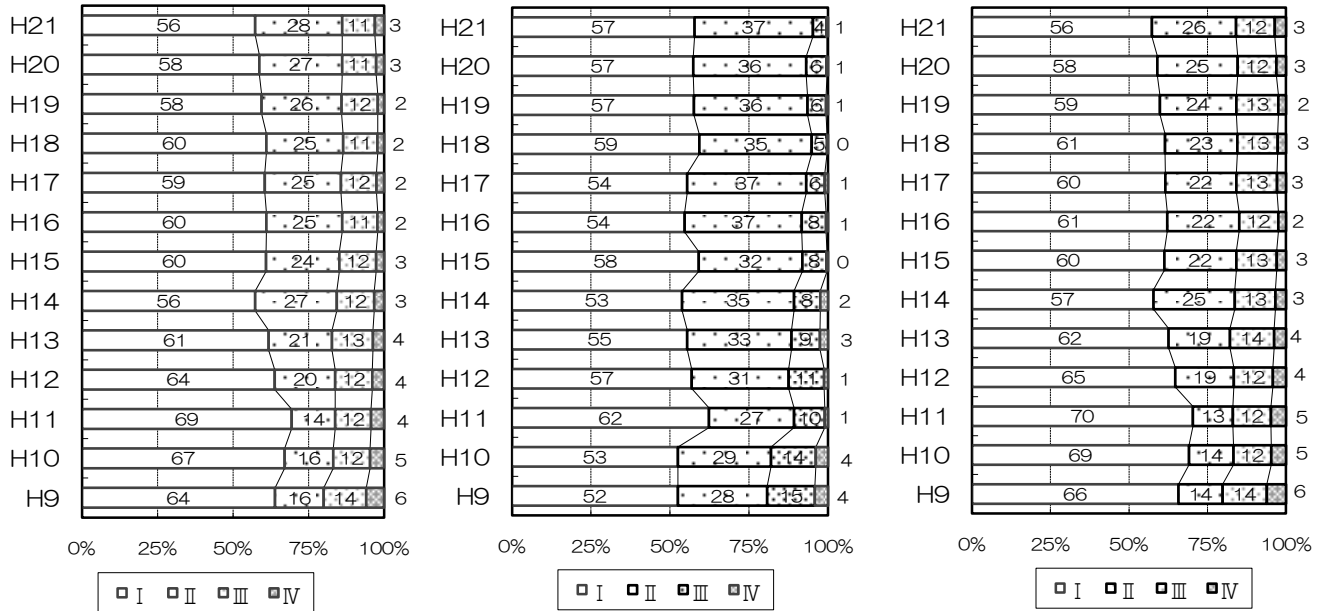 H21 56 28 11 3
H20 58 27 11 3
H19 58 26 12 2
H18 60 25 11 2
H17 59 25 12 2
H16 60 25 11 2
H15 60 24 12 3
H14 56 27 12 3
H13 61 21 13 4
H12 64 20 12 4
H11 69 14 12 4
H10 67 16 12 5
H9 64 16 14 6
0% 25% 50% 75% 100%
Ⅰ Ⅱ Ⅲ Ⅳ
H21 57 37 4 1
H20 57 36 6 1
H19 57 36 6 1
H18 59 35 5 0
H17 54 37 6 1
H16 54 37 8 1
H15 58 32 8 0
H14 53 35 8 2
H13 55 33 9 3
H12 57 31 11 1
H11 62 27 10 1
H10 53 29 14 4
H9 52 28 15 4
0% 25% 50% 75% 100%
Ⅰ Ⅱ Ⅲ Ⅳ
H21 56 26 12 3
H20 58 25 12 3
H19 59 24 13 2
H18 61 23 13 3
H17 60 22 13 3
H16 61 22 12 2
H15 60 22 13 3
H14 57 25 13 3
H13 62 19 14 4
H12 65 19 12 4
H11 70 13 12 5
H10 69 14 12 5
H9 66 14 14 6
0% 25% 50% 75% 100%
Ⅰ Ⅱ Ⅲ Ⅳ